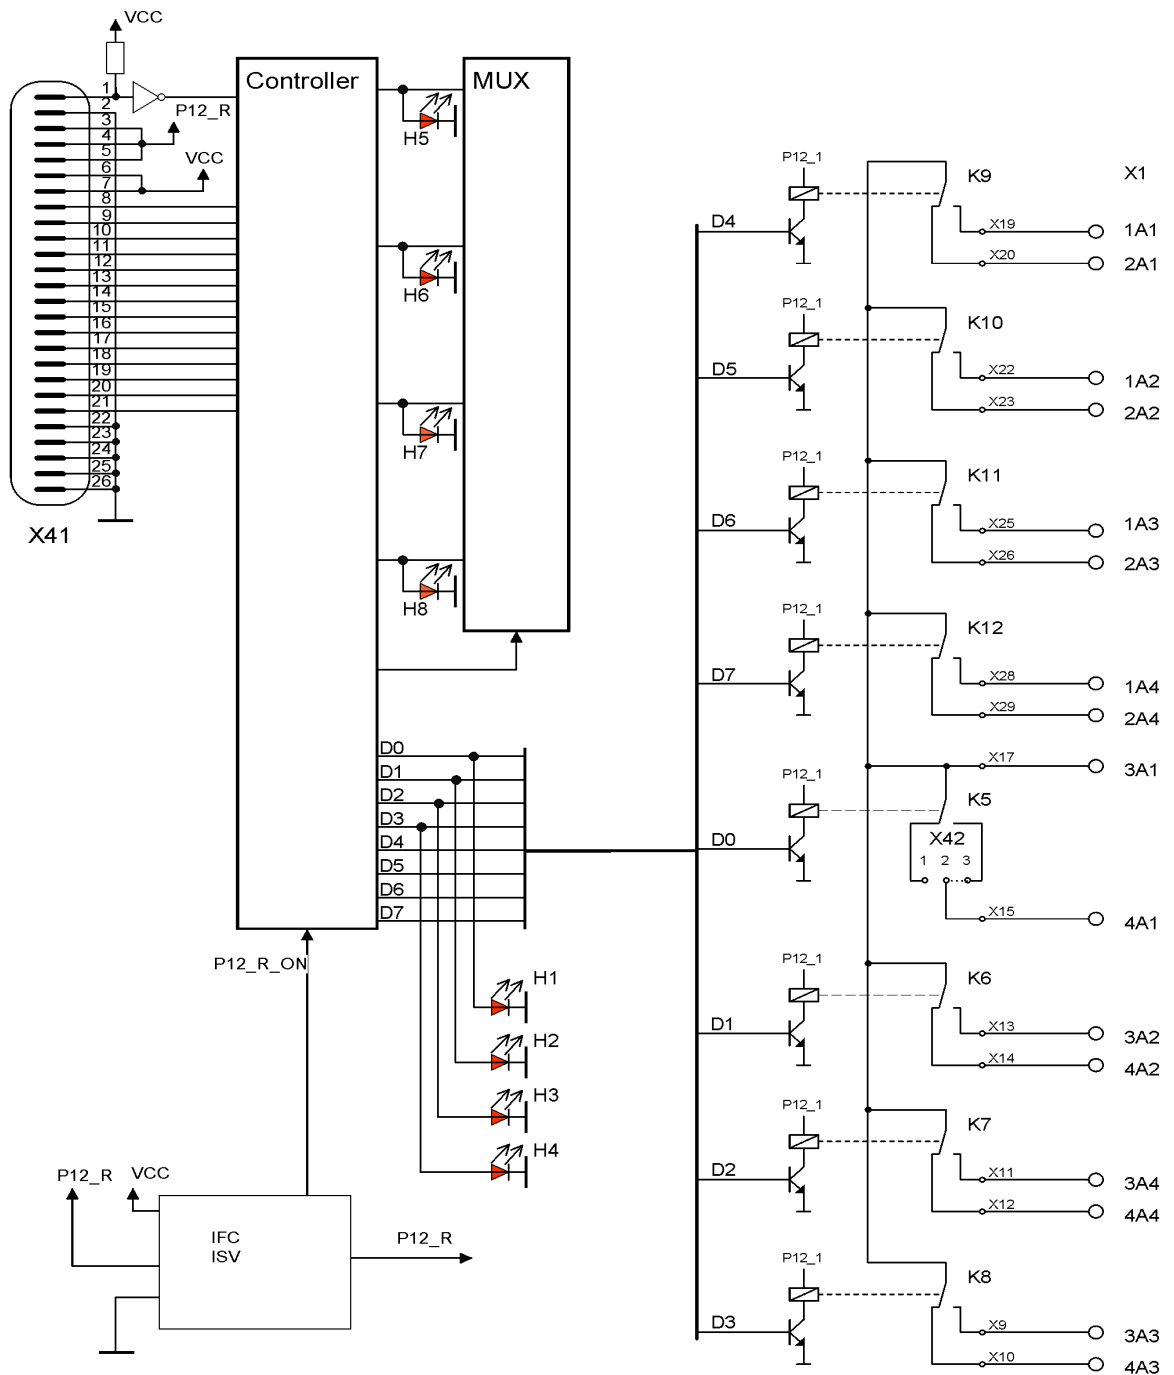 VCC
Controller
MUX
1
2
3
4
5
6
7
8
9
10
11
12
13
14
15
16
17
18
19
20
21
22
23
24
25
26
P12_R
VCC
X41
H5
H6
H7
H8
D0
D1
D2
D3
D4
D5
D6
D7
P12_R_ON
H1
H2
H3
H4
P12_R
VCC
IFC
ISV
P12_R
X1
P12_1
K9
D4
X19
1A1
X20
2A1
P12_1
K10
D5
X22
1A2
X23
2A2
P12_1
K11
D6
X25
1A3
X26
2A3
P12_1
K12
D7
X28
1A4
X29
2A4
X17
3A1
P12_1
K5
D0
X42
1 2 3
X15
4A1
P12_1
K6
D1
X13
3A2
X14
4A2
P12_1
K7
D2
X11
3A4
X12
4A4
P12_1
K8
D3
X9
3A3
X10
4A3